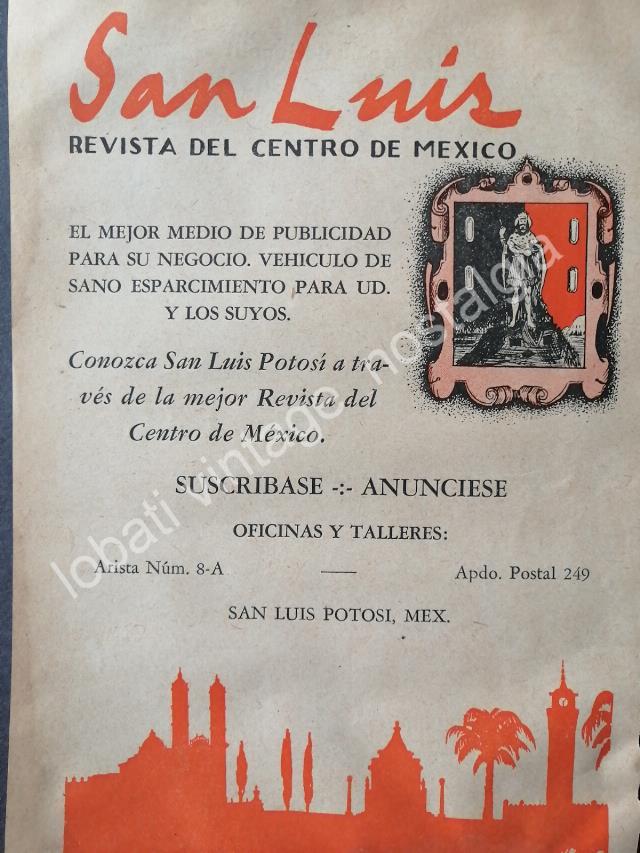 San Luis
REVISTA DEL CENTRO DE MEXICO
EL MEJOR MEDIO DE PUBLICIDAD
PARA SU NEGOCIO. VEHICULO DE
SANO ESPARCIMIENTO PARA UD.
Y LOS SUYOS.
Conozca San Luis Potosí a tra-
vés de la mejor Revista del
Centro de México.
SUSCRIBASE -:- ANUNCIESE
OFICINAS Y TALLERES:
Arista Núm. 8-A —— Apdo. Postal 249
SAN LUIS POTOSI, MEX.
lobati vintage. nostalgia